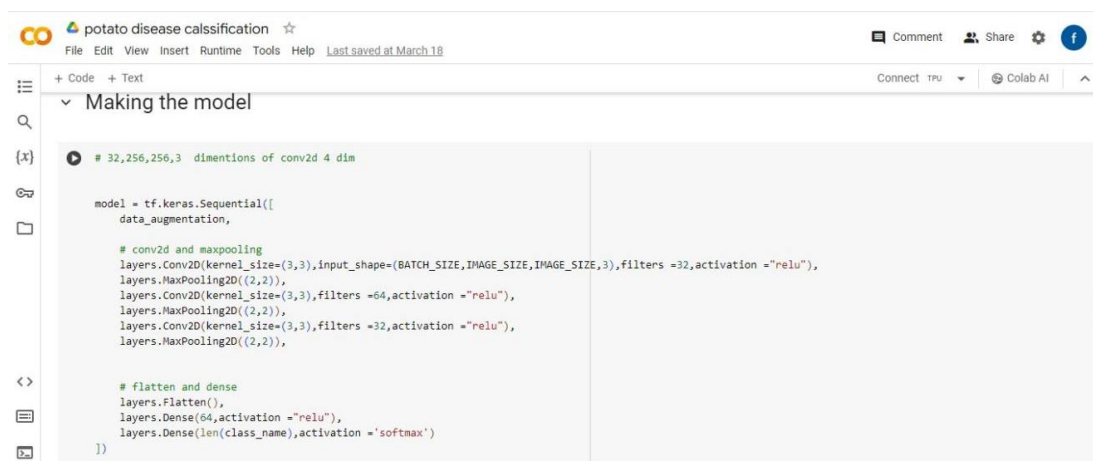 CO potato disease calssification
File Edit View Insert Runtime Tools Help Last saved at March 18
Comment Share f
+ Code + Text
Connect TPU Colab AI
Making the model
{x}
# 32,256,256,3 dimentions of conv2d 4 dim
model = tf.keras.Sequential([
data_augmentation,
# conv2d and maxpooling
layers.Conv2D(kernel_size=(3,3),input_shape=(BATCH_SIZE,IMAGE_SIZE,IMAGE_SIZE,3),filters =32,activation ="relu"),
layers.MaxPooling2D((2,2)),
layers.Conv2D(kernel_size=(3,3),filters =64,activation ="relu"),
layers.MaxPooling2D((2,2)),
layers.Conv2D(kernel_size=(3,3),filters =32,activation ="relu"),
layers.MaxPooling2D((2,2)),
# flatten and dense
layers.Flatten(),
layers.Dense(64,activation ="relu"),
layers.Dense(len(class_name),activation ='softmax')
])